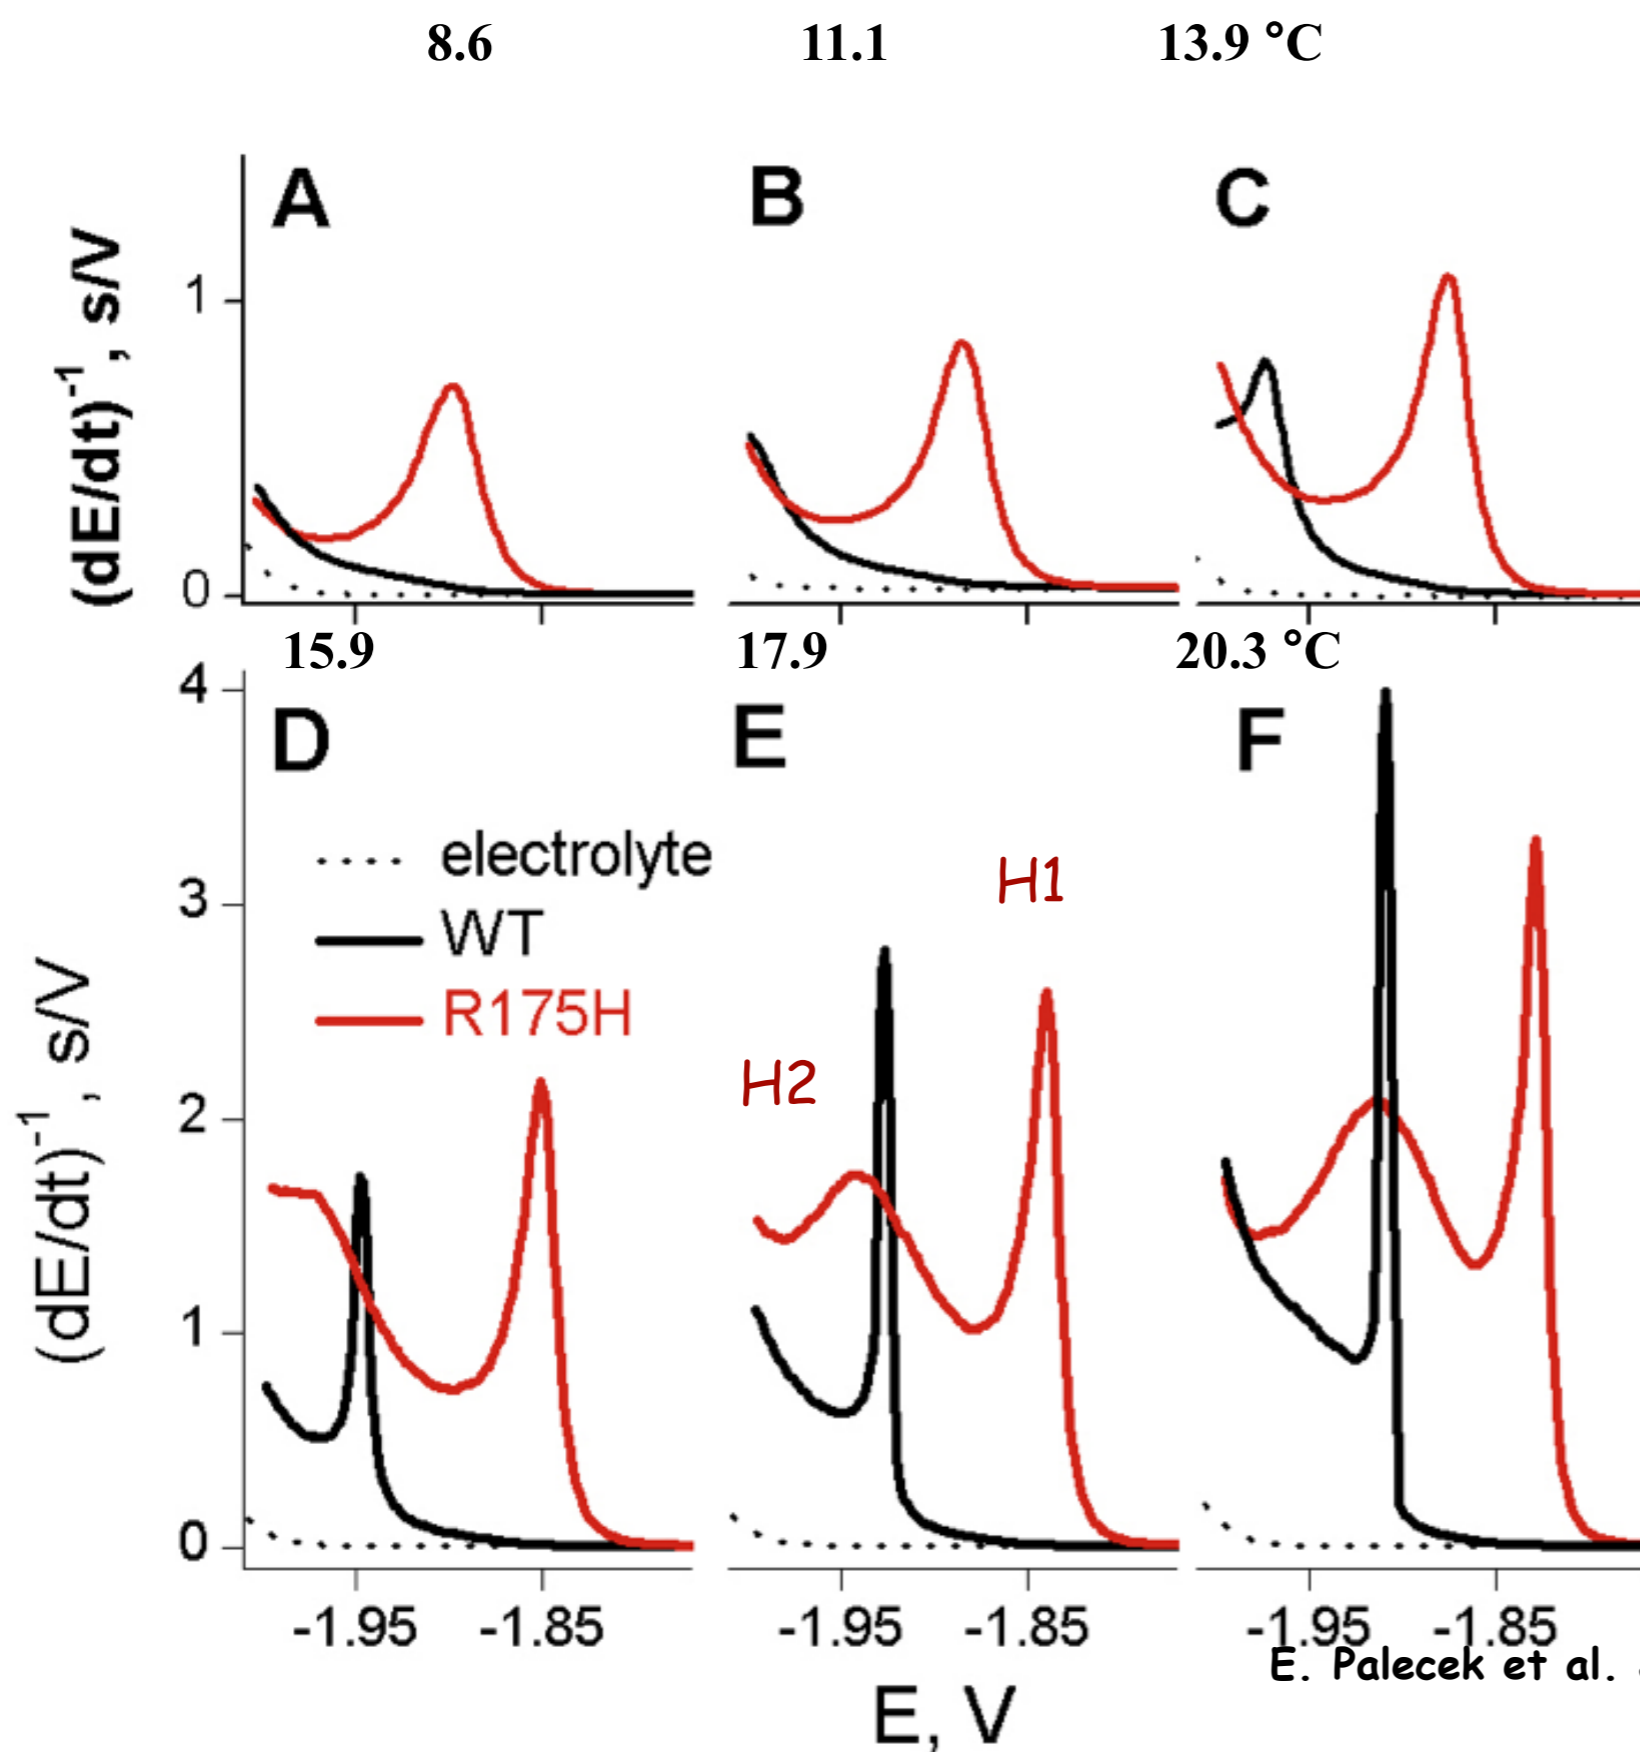 8.6 11.1 13.9 °C
A B C
(dE/dt)-1, s/V
1
0
15.9 17.9 20.3 °C
D E F
(dE/dt)-1, s/V
4
3
2
1
0
electrolyte
WT
R175H
H1
H2
-1.95 -1.85 -1.95 -1.85 -1.95 -1.85
E. Palecek et al.
E, V